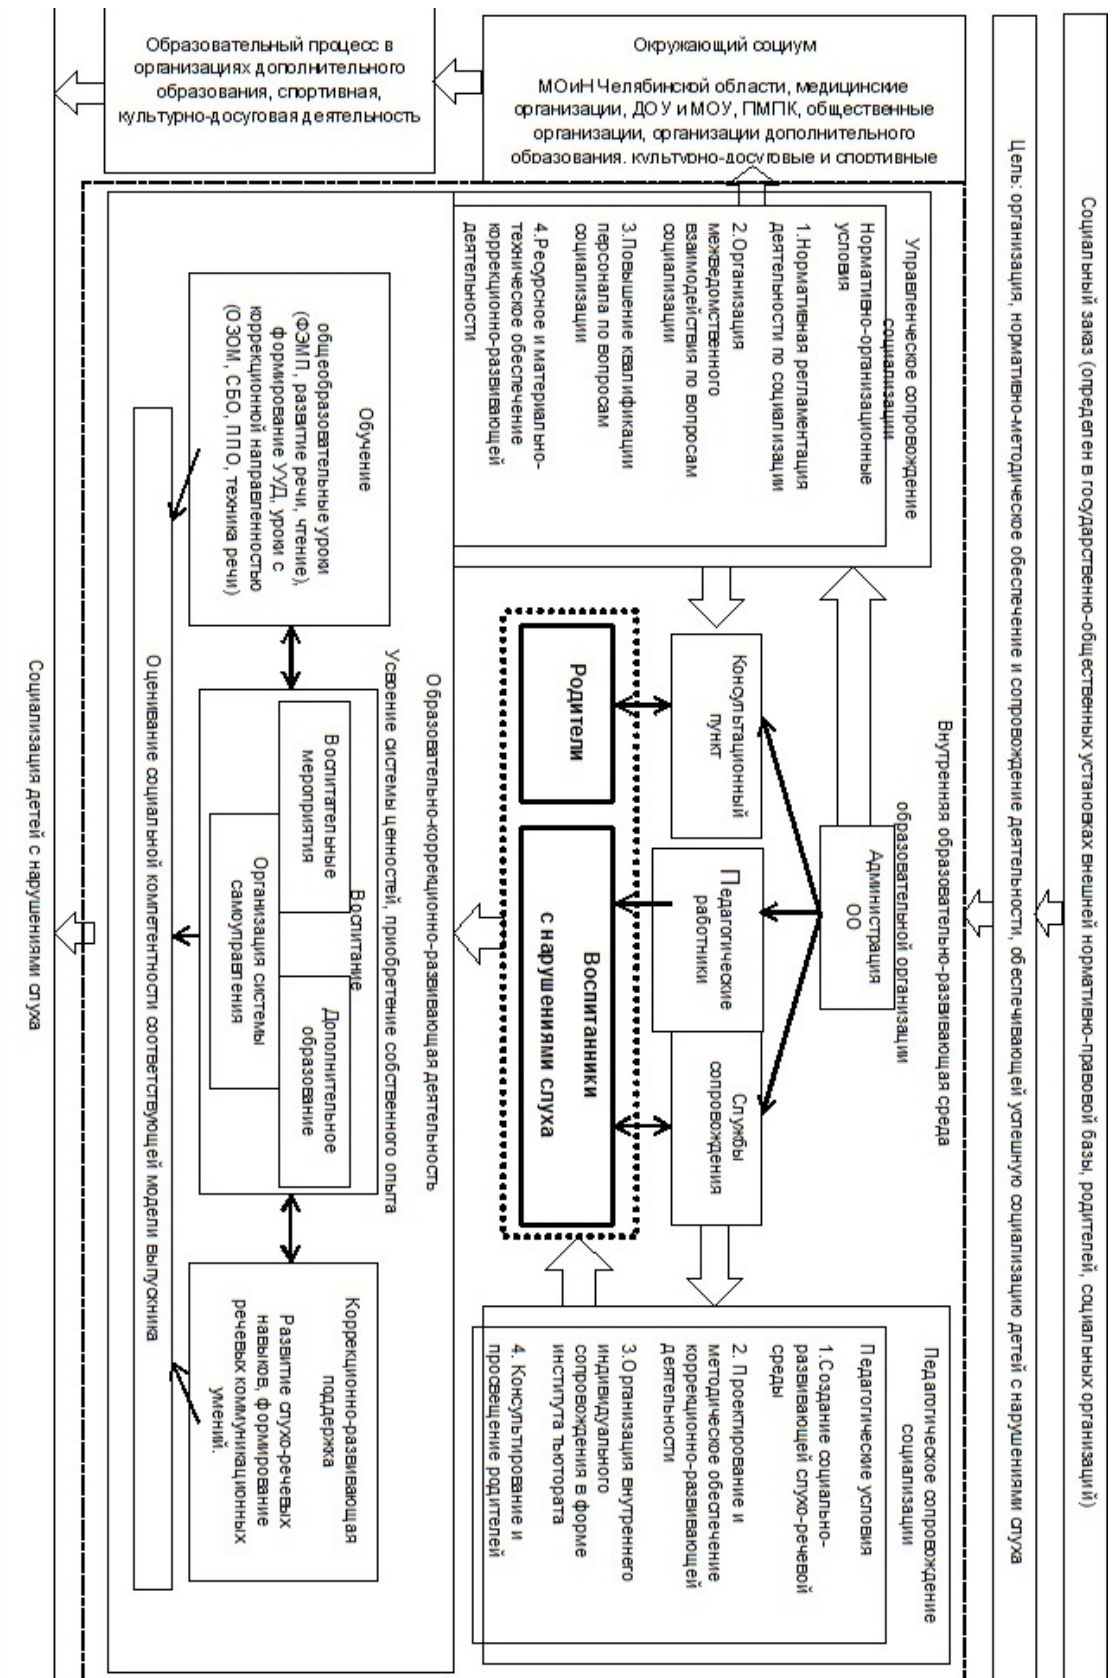 Социальный заказ (определен в государственно-общественных установках внешней нормативно-правовой базы, родителей, социальных организаций)
Цель: организация, нормативно-методическое обеспечение и сопровождение деятельности, обеспечивающей успешную социализацию детей с нарушениями слуха
Окружающий социум
МОиН Челябинской области, медицинские
организации, ДОУ и МОУ, ПМПК, общественные
организации, организации дополнительного
образования, культурно-досуговые и спортивные
Образовательный процесс в
организациях дополнительного
образования, спортивная,
культурно-досуговая деятельность
Внутренняя образовательно-развивающая среда
образовательной организации
Управленческое сопровождение
социализации
Нормативно-организационные
условия
1.Нормативная регламентация
деятельности по социализации
2.Организация
межведомственного
взаимодействия по вопросам
социализации
3.Повышение квалификации
персонала по вопросам
социализации
4.Ресурсное и материально-
техническое обеспечение
коррекционно-развивающей
деятельности
Администрация
ОО
Консультационный
пункт
Педагогические
работники
Службы
сопровождения
Родители
Воспитанники
с нарушениями слуха
Педагогическое сопровождение
социализации
Педагогические условия
1.Создание социально-
развивающей слухо-речевой
среды
2. Проектирование и
методическое обеспечение
коррекционно-развивающей
деятельности
3.Организация внутреннего
индивидуального
сопровождения в форме
института тьютората
4. Консультирование и
просвещение родителей
Образовательно-коррекционно-развивающая деятельность
Усвоение системы ценностей, приобретение собственного опыта
Обучение
общеобразовательные уроки
(ФЭМП, развитие речи, чтение),
формирование УУД, уроки с
коррекционной направленностью
(ОЗОМ, СБО, ППО, техника речи)
Воспитание
Воспитательные
мероприятия
Дополнительное
образование
Организация системы
самоуправления
Коррекционно-развивающая
поддержка
Развитие слухо-речевых
навыков, формирование
речевых коммуникационных
умений.
Оценивание социальной компетентности соответствующей модели выпускника
Социализация детей с нарушениями слуха